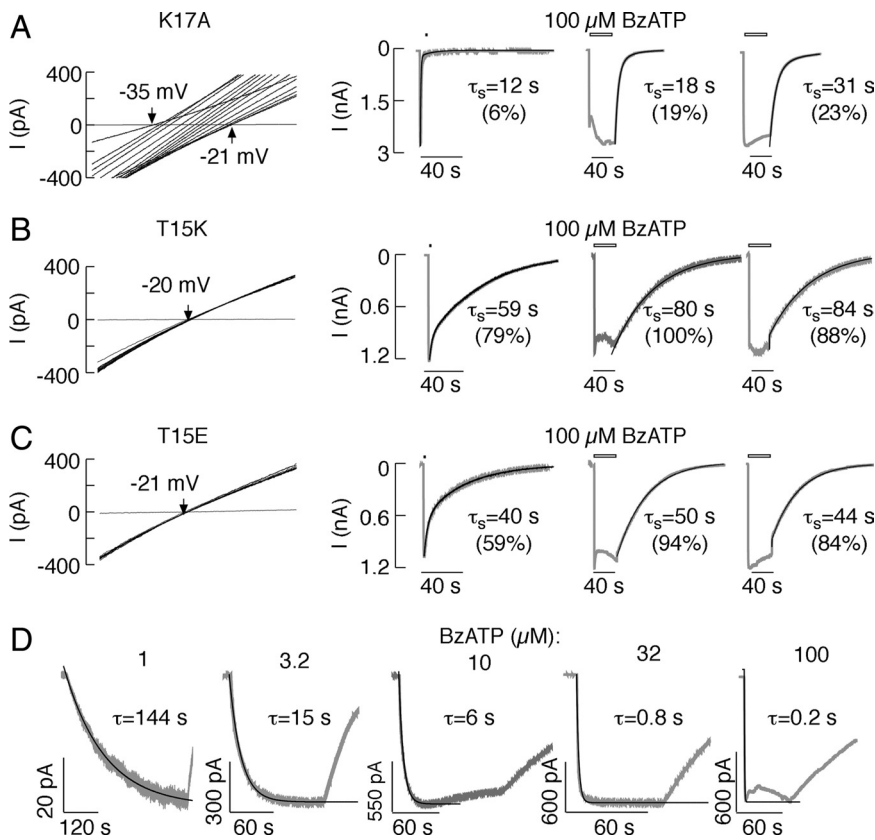 A
K17A
100 µM BzATP
I (pA)
400
0
-400
-35 mV
-21 mV
I (nA)
0
1.5
3
τs=12 s
(6%)
τs=18 s
(19%)
τs=31 s
(23%)
40 s
40 s
40 s
B
T15K
100 µM BzATP
I (pA)
400
0
-400
-20 mV
I (nA)
0
0.6
1.2
τs=59 s
(79%)
τs=80 s
(100%)
τs=84 s
(88%)
40 s
40 s
40 s
C
T15E
100 µM BzATP
I (pA)
400
0
-400
-21 mV
I (nA)
0
0.6
1.2
τs=40 s
(59%)
τs=50 s
(94%)
τs=44 s
(84%)
40 s
40 s
40 s
D
BzATP (µM):
1
3.2
10
32
100
τ=144 s
τ=15 s
τ=6 s
τ=0.8 s
τ=0.2 s
20 pA
300 pA
550 pA
600 pA
600 pA
120 s
60 s
60 s
60 s
60 s